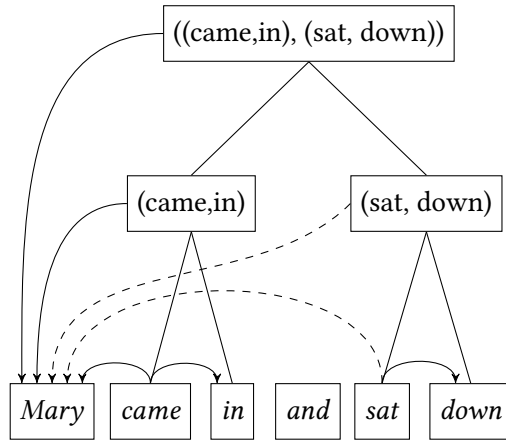 ((came,in), (sat, down))
(came,in) (sat, down)
Mary came in and sat down